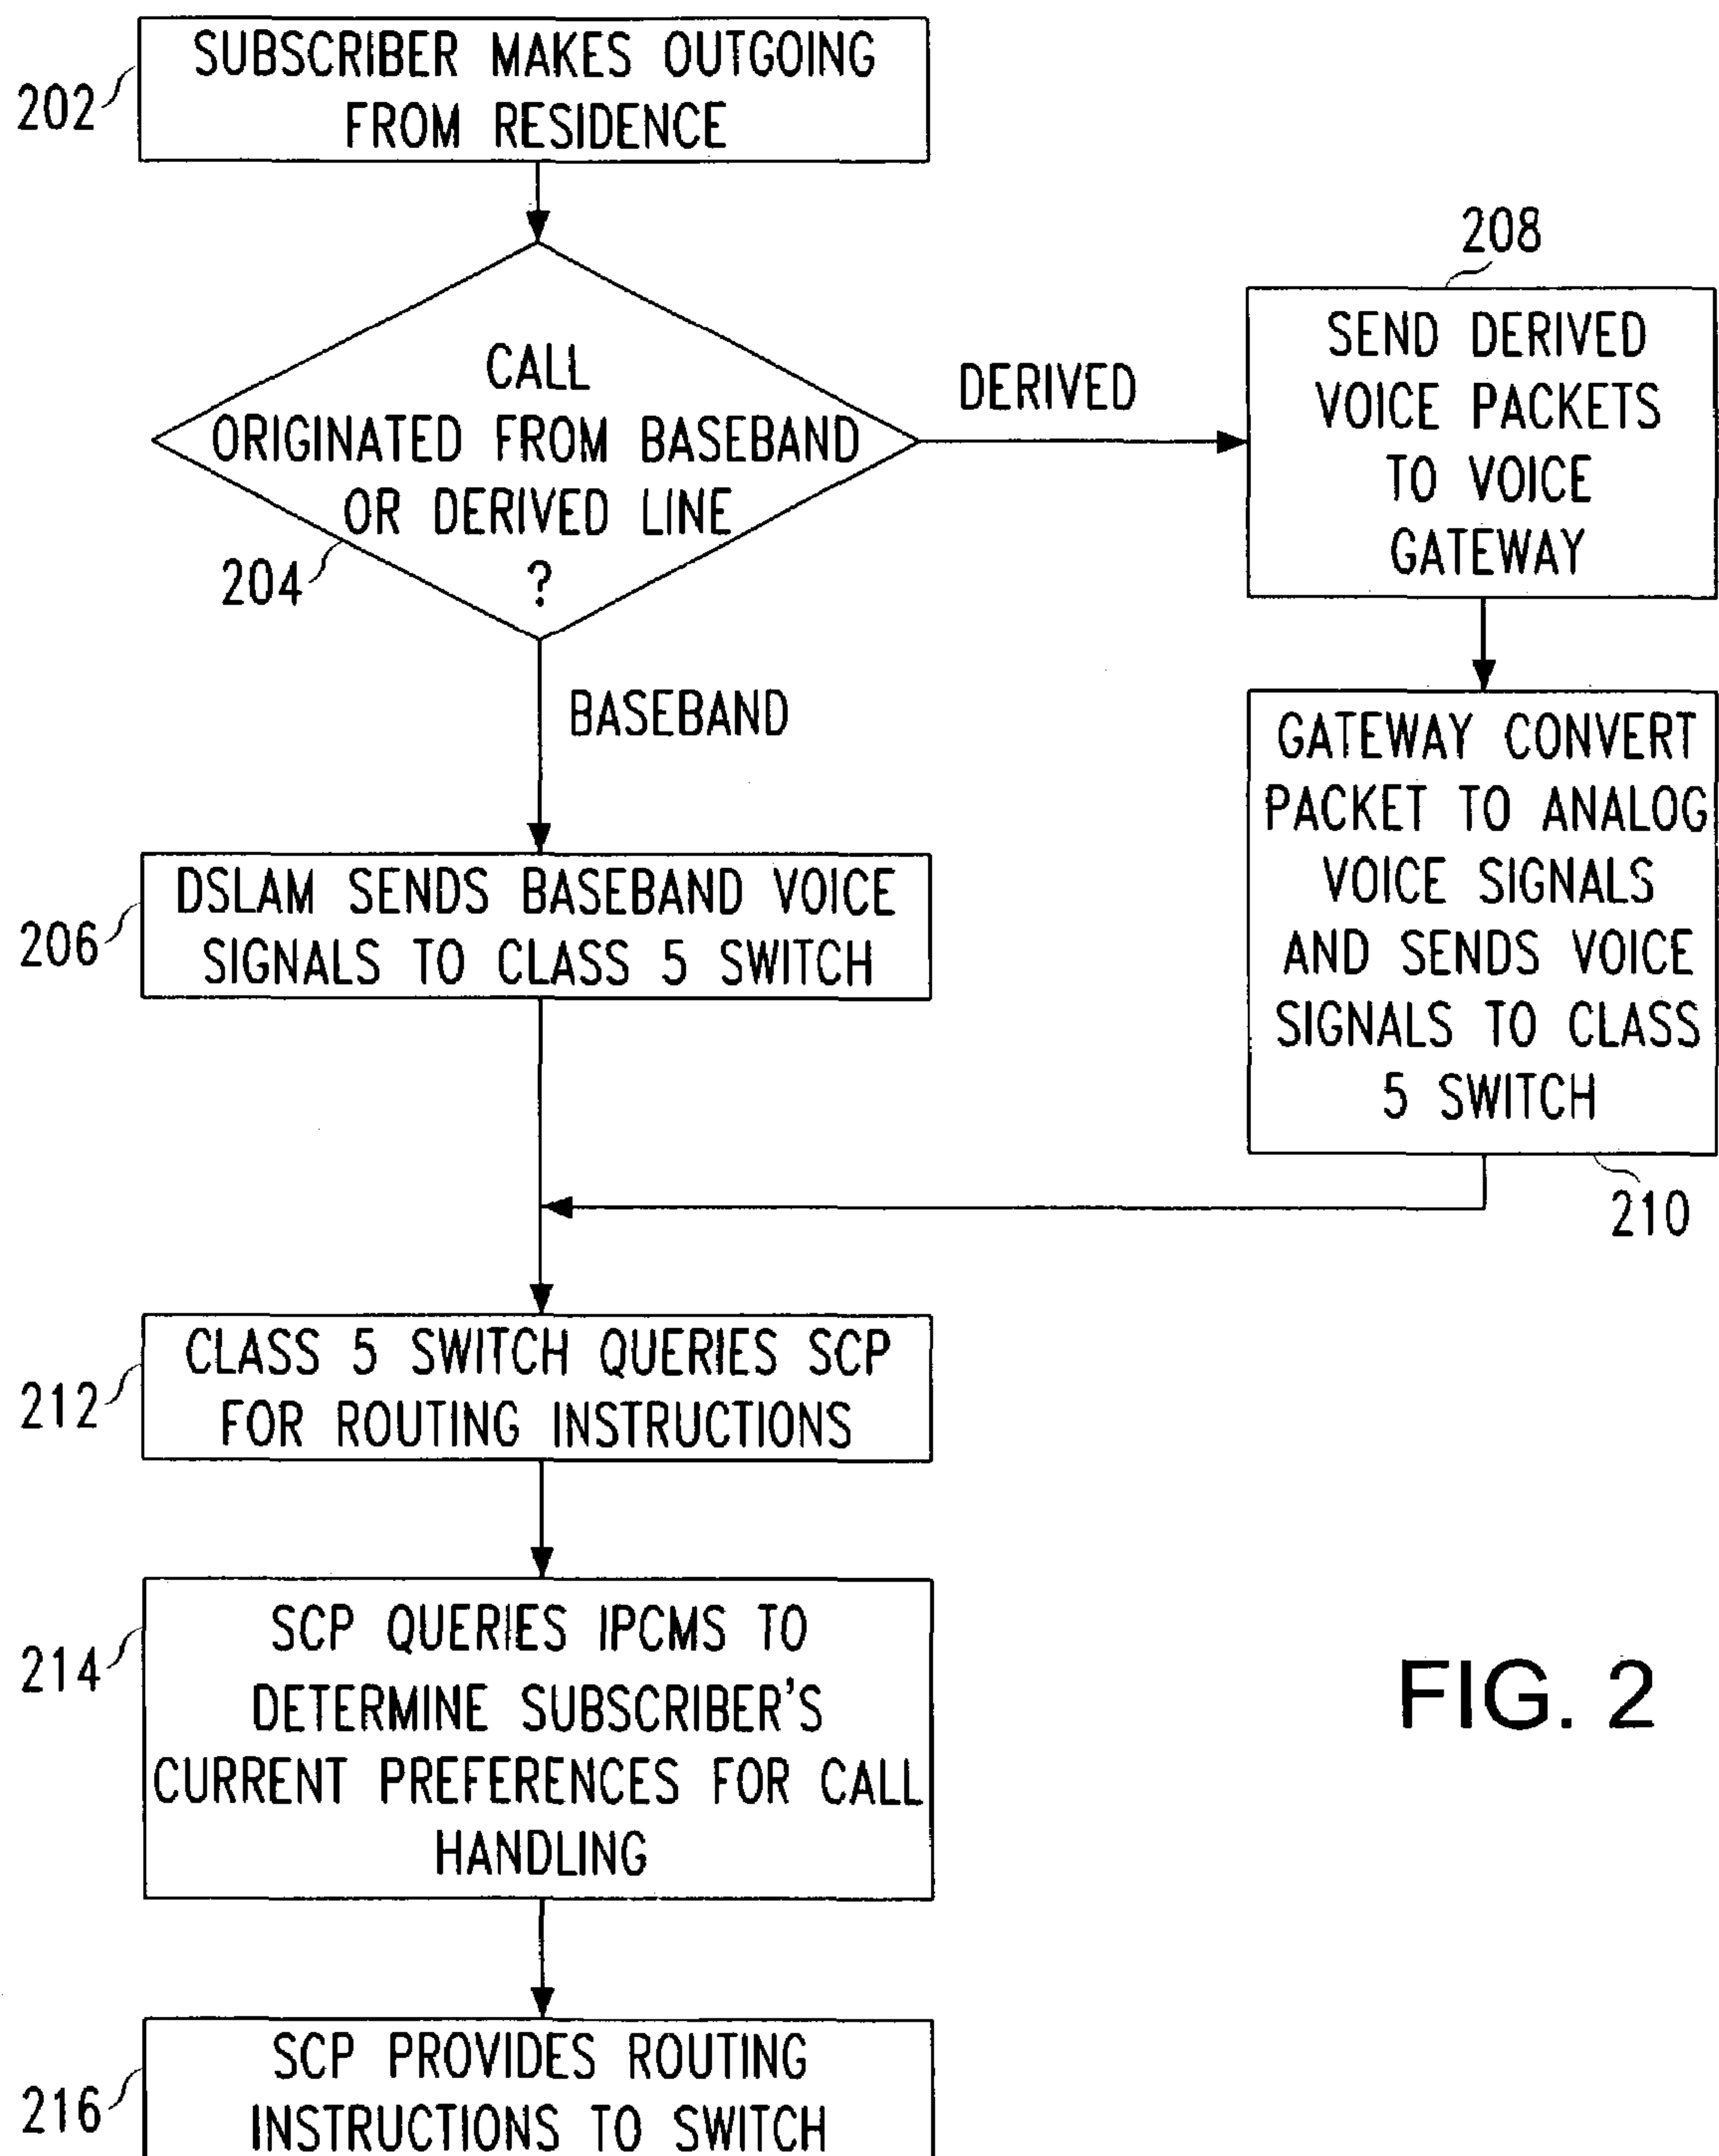 SUBSCRIBER MAKES OUTGOING
FROM RESIDENCE
202
208
SEND DERIVED
VOICE PACKETS
TO VOICE
GATEWAY
CALL
ORIGINATED FROM BASEBAND
OR DERIVED LINE
?
204
DERIVED
BASEBAND
GATEWAY CONVERT
PACKET TO ANALOG
VOICE SIGNALS
AND SENDS VOICE
SIGNALS TO CLASS
5 SWITCH
210
DSLAM SENDS BASEBAND VOICE
SIGNALS TO CLASS 5 SWITCH
206
CLASS 5 SWITCH QUERIES SCP
FOR ROUTING INSTRUCTIONS
212
SCP QUERIES IPCMS TO
DETERMINE SUBSCRIBER'S
CURRENT PREFERENCES FOR CALL
HANDLING
214
FIG. 2
SCP PROVIDES ROUTING
INSTRUCTIONS TO SWITCH
216